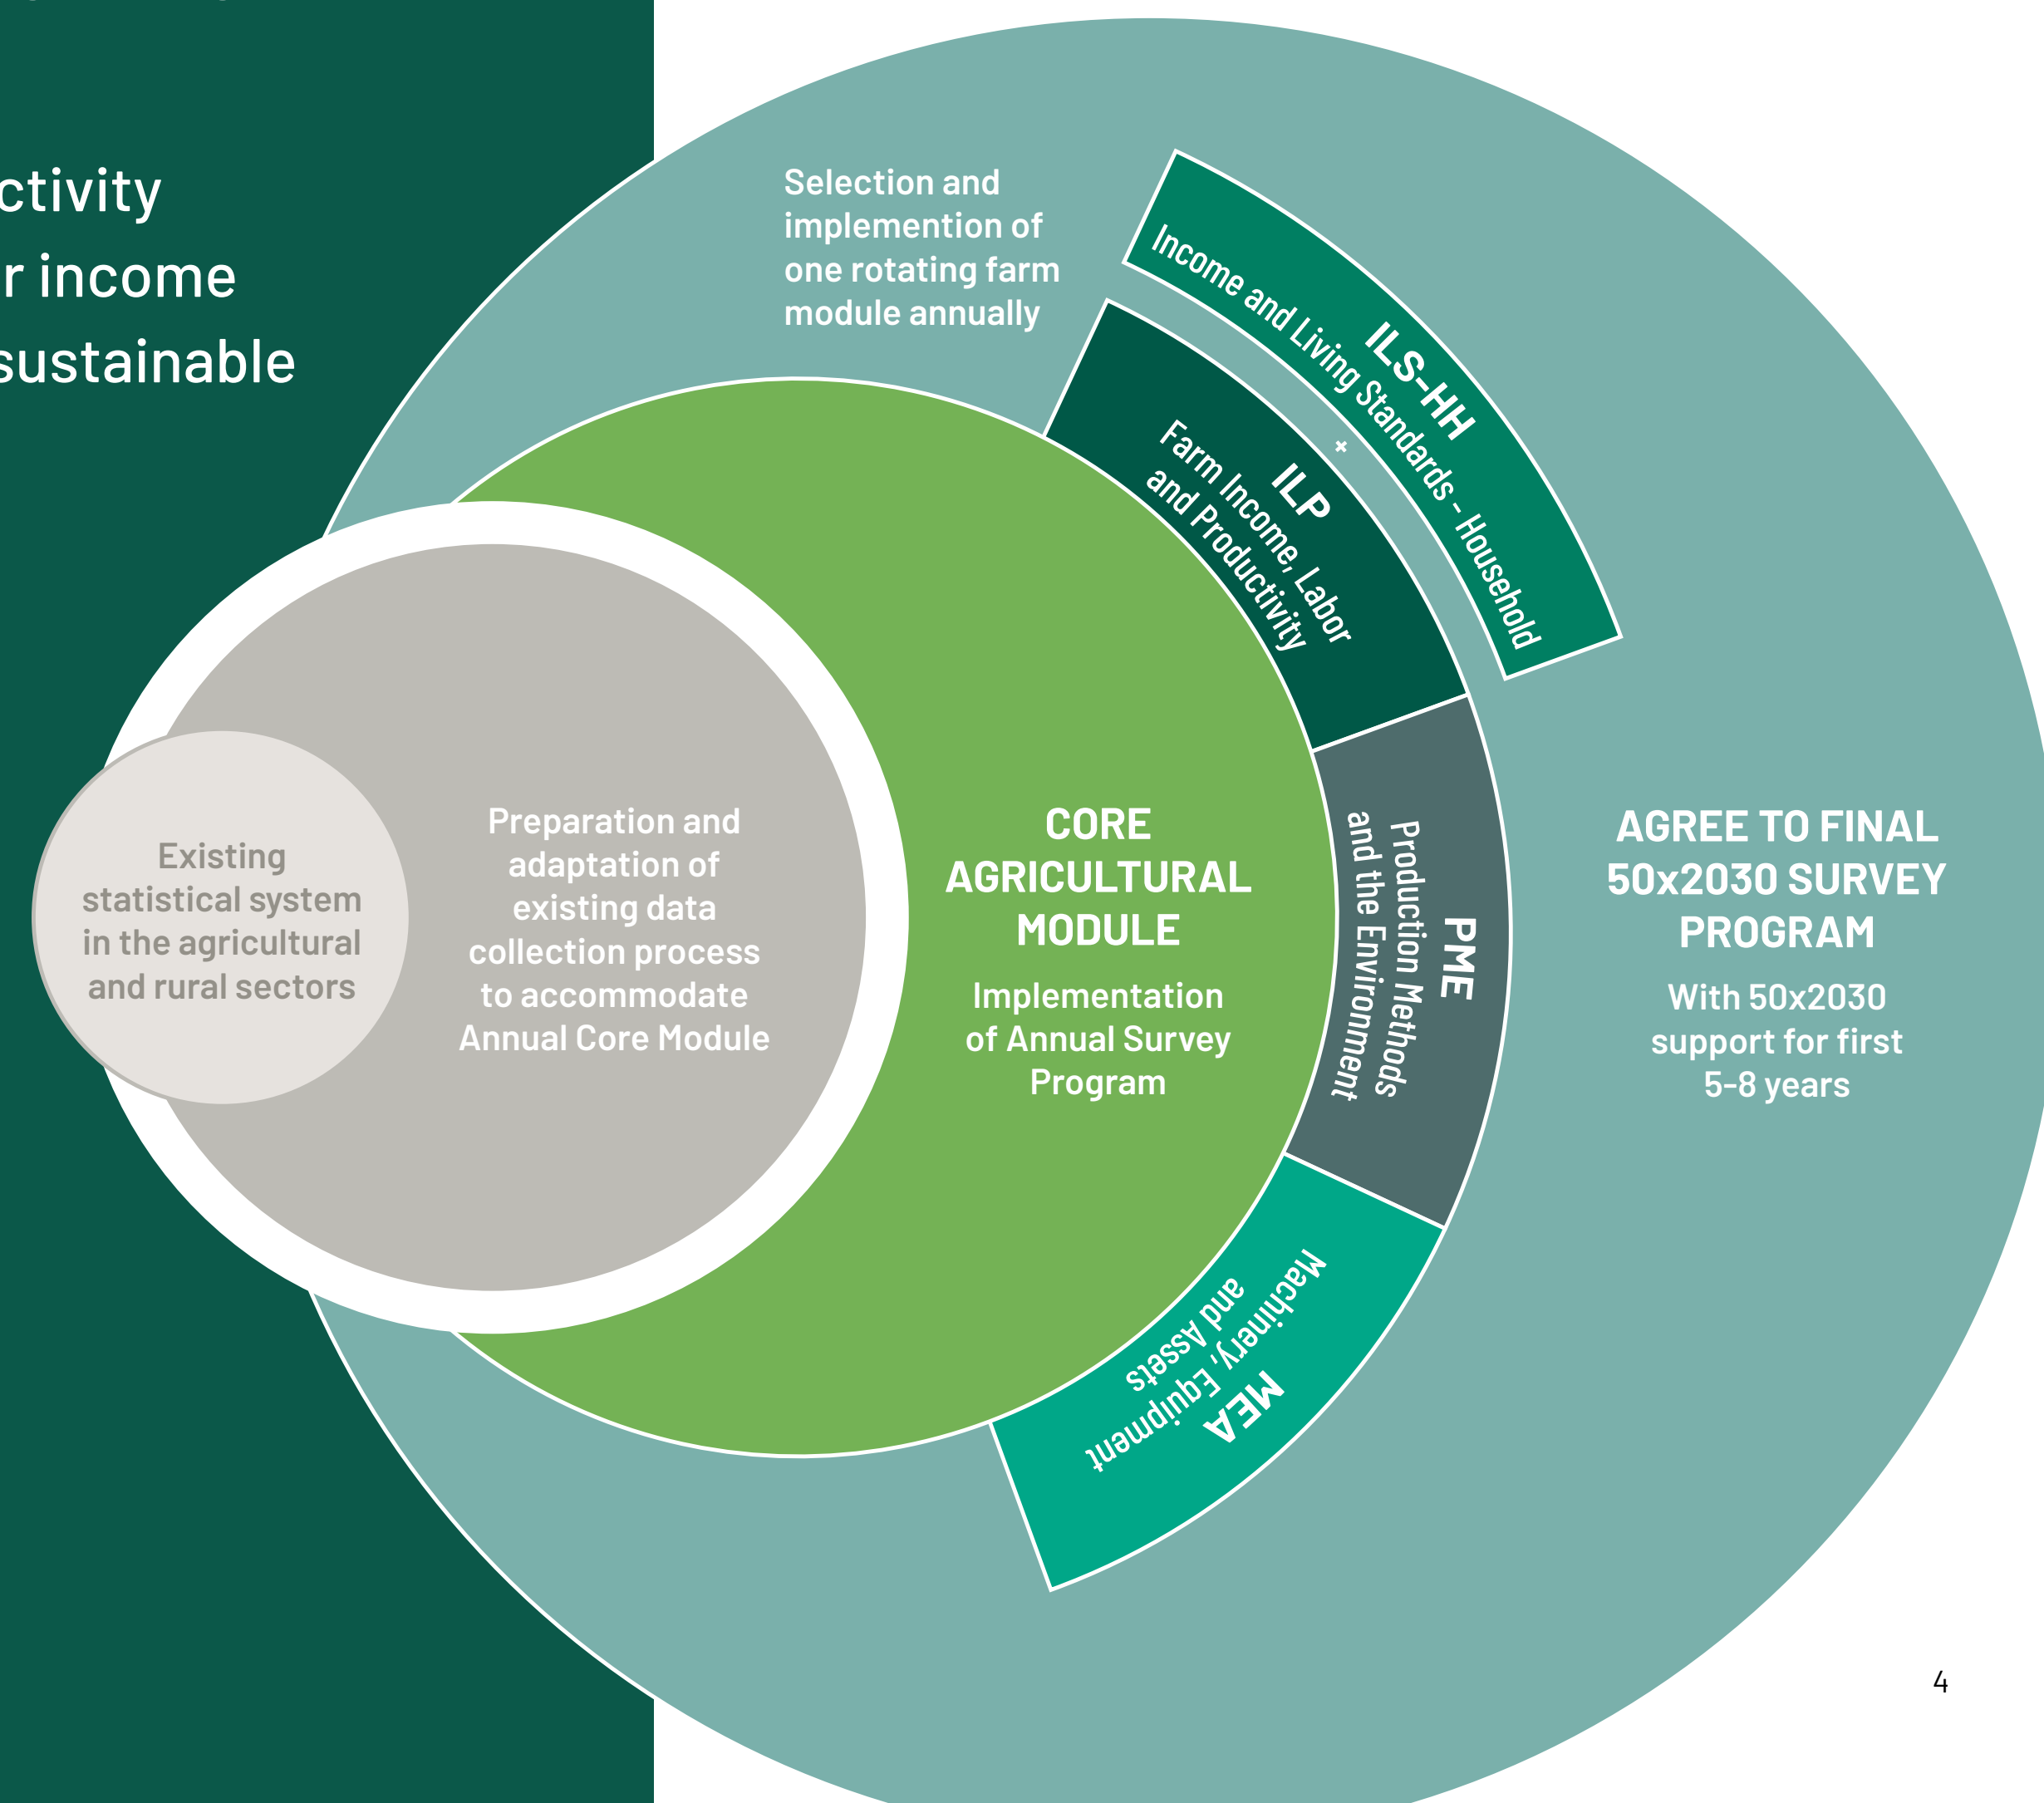 ctivity
r income
sustainable
Selection and
implemention of
one rotating farm
module annually
ILS-HH
Income and Living Standards - Household
+
ILP
Farm Income, Labor
and Productivity
Existing
statistical system
in the agricultural
and rural sectors
Preparation and
adaptation of
existing data
collection process
to accommodate
Annual Core Module
CORE
AGRICULTURAL
MODULE
Implementation
of Annual Survey
Program
PME
Production Methods
and the Environment
AGREE TO FINAL
50x2030 SURVEY
PROGRAM
With 50x2030
support for first
5-8 years
MEA
Machinery, Equipment
and Assets
4